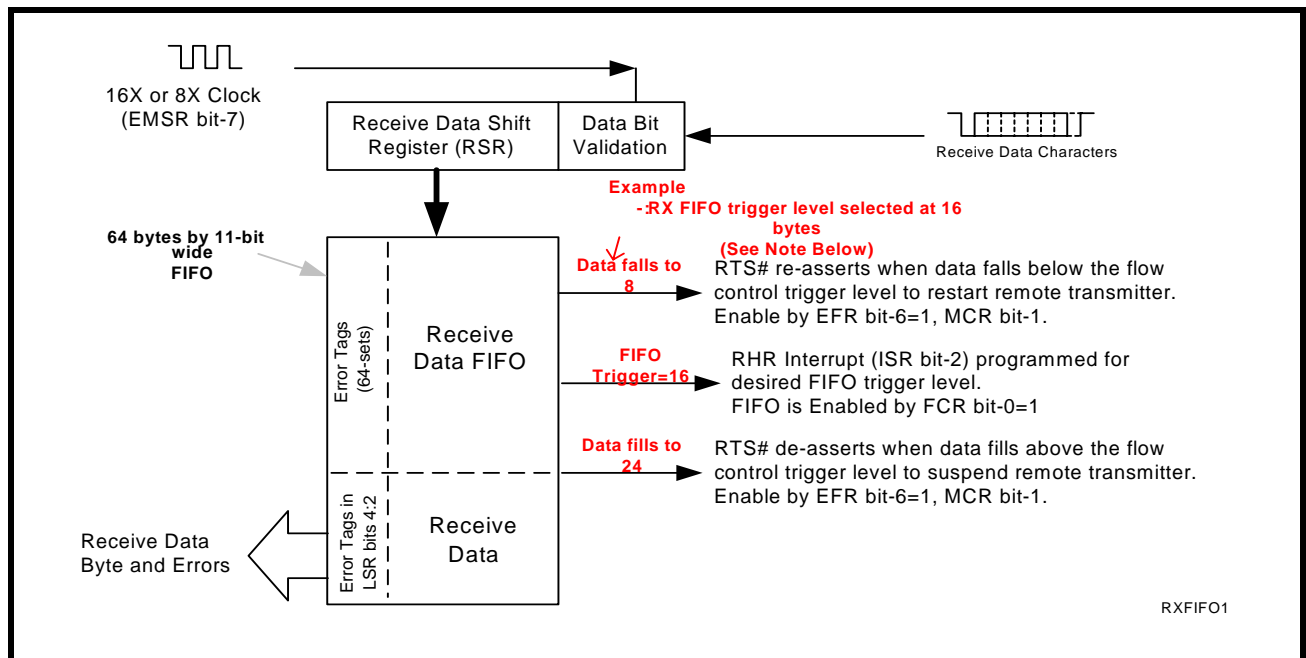 16X or 8X Clock
(EMSR bit-7)
Receive Data Shift
Register (RSR)
Data Bit
Validation
Receive Data Characters
Example
-:RX FIFO trigger level selected at 16
bytes
(See Note Below)
64 bytes by 11-bit
wide
FIFO
Error Tags
(64-sets)
Receive
Data FIFO
Data falls to
8
RTS# re-asserts when data falls below the flow
control trigger level to restart remote transmitter.
Enable by EFR bit-6=1, MCR bit-1.
FIFO
Trigger=16
RHR Interrupt (ISR bit-2) programmed for
desired FIFO trigger level.
FIFO is Enabled by FCR bit-0=1
Data fills to
24
RTS# de-asserts when data fills above the flow
control trigger level to suspend remote transmitter.
Enable by EFR bit-6=1, MCR bit-1.
Error Tags in
LSR bits 4:2
Receive
Data
Receive Data
Byte and Errors
RXFIFO1